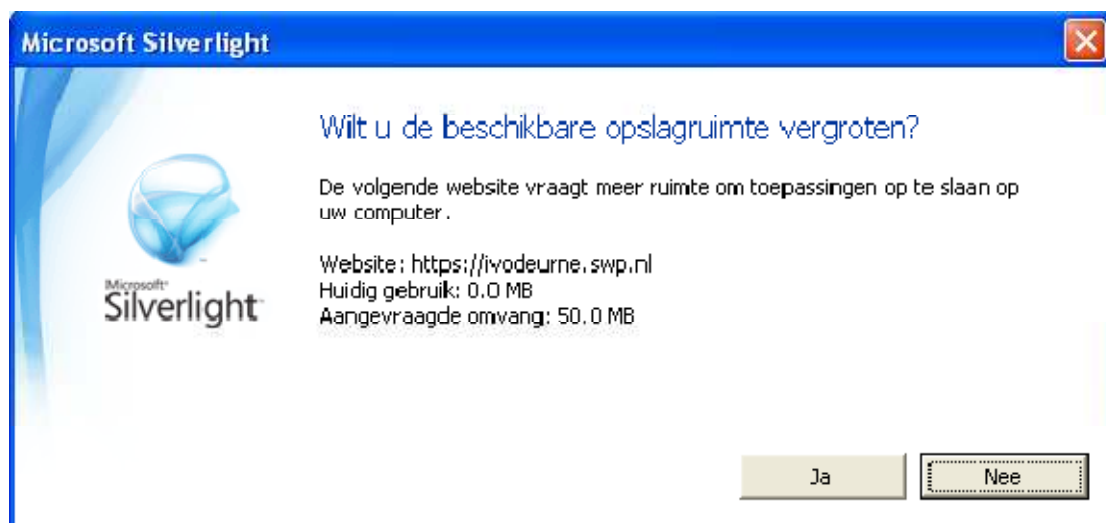 Microsoft Silverlight
Wilt u de beschikbare opslagruimte vergroten?
De volgende website vraagt meer ruimte om toepassingen op te slaan op
uw computer.
Website: https://ivodeurne.swp.nl
Huidig gebruik: 0.0 MB
Aangevraagde omvang: 50.0 MB
Microsoft
Silverlight
Ja
Nee